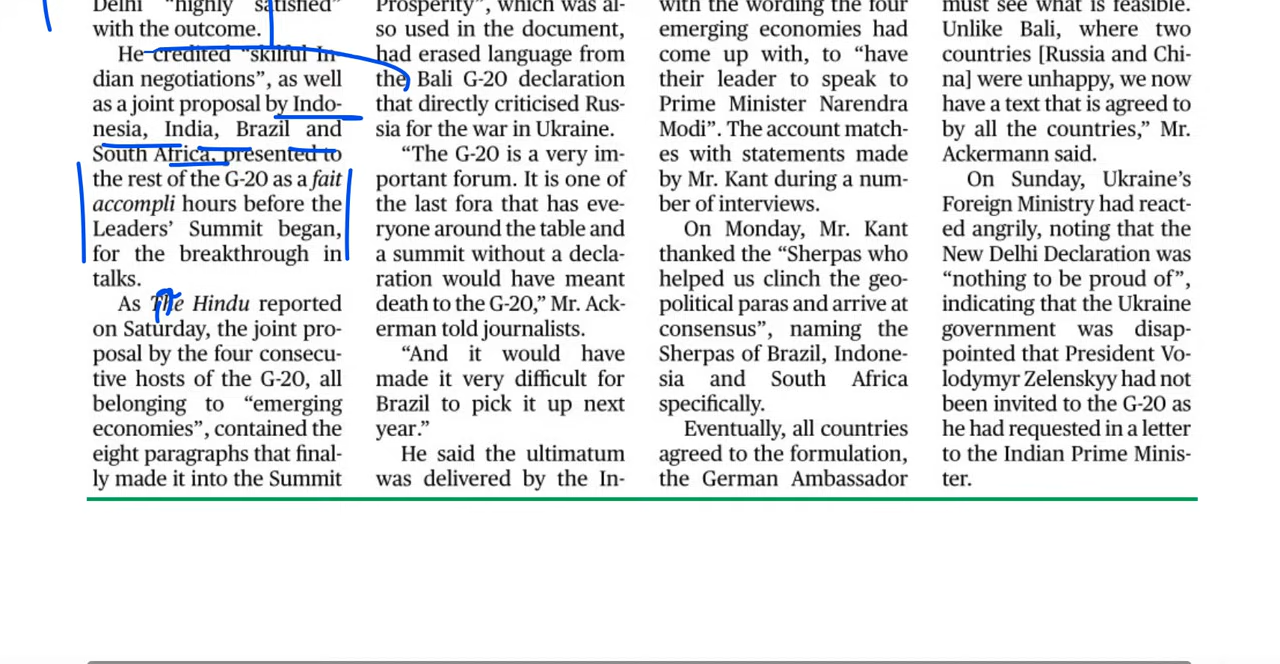 Delhi "highly satisfied"
with the outcome.
He credited "skilful In-
dian negotiations", as well
as a joint proposal by Indo-
nesia, India, Brazil and
South Africa, presented to
the rest of the G-20 as a fait
accompli hours before the
Leaders' Summit began,
for the breakthrough in
talks.
As The Hindu reported
on Saturday, the joint pro-
posal by the four consecu-
tive hosts of the G-20, all
belonging to "emerging
economies", contained the
eight paragraphs that final-
ly made it into the Summit
Prosperity", which was al-
so used in the document,
had erased language from
the Bali G-20 declaration
that directly criticised Rus-
sia for the war in Ukraine.
"The G-20 is a very im-
portant forum. It is one of
the last fora that has eve-
ryone around the table and
a summit without a decla-
ration would have meant
death to the G-20," Mr. Ack-
erman told journalists.
"And it would have
made it very difficult for
Brazil to pick it up next
year."
He said the ultimatum
was delivered by the In-
with the wording the four
emerging economies had
come up with, to "have
their leader to speak to
Prime Minister Narendra
Modi". The account match-
es with statements made
by Mr. Kant during a num-
ber of interviews.
On Monday, Mr. Kant
thanked the "Sherpas who
helped us clinch the geo-
political paras and arrive at
consensus", naming the
Sherpas of Brazil, Indone-
sia and South Africa
specifically.
Eventually, all countries
agreed to the formulation,
the German Ambassador
must see what is feasible.
Unlike Bali, where two
countries [Russia and Chi-
na] were unhappy, we now
have a text that is agreed to
by all the countries," Mr.
Ackermann said.
On Sunday, Ukraine's
Foreign Ministry had react-
ed angrily, noting that the
New Delhi Declaration was
"nothing to be proud of",
indicating that the Ukraine
government was disap-
pointed that President Vo-
lodymyr Zelenskyy had not
been invited to the G-20 as
he had requested in a letter
to the Indian Prime Minis-
ter.